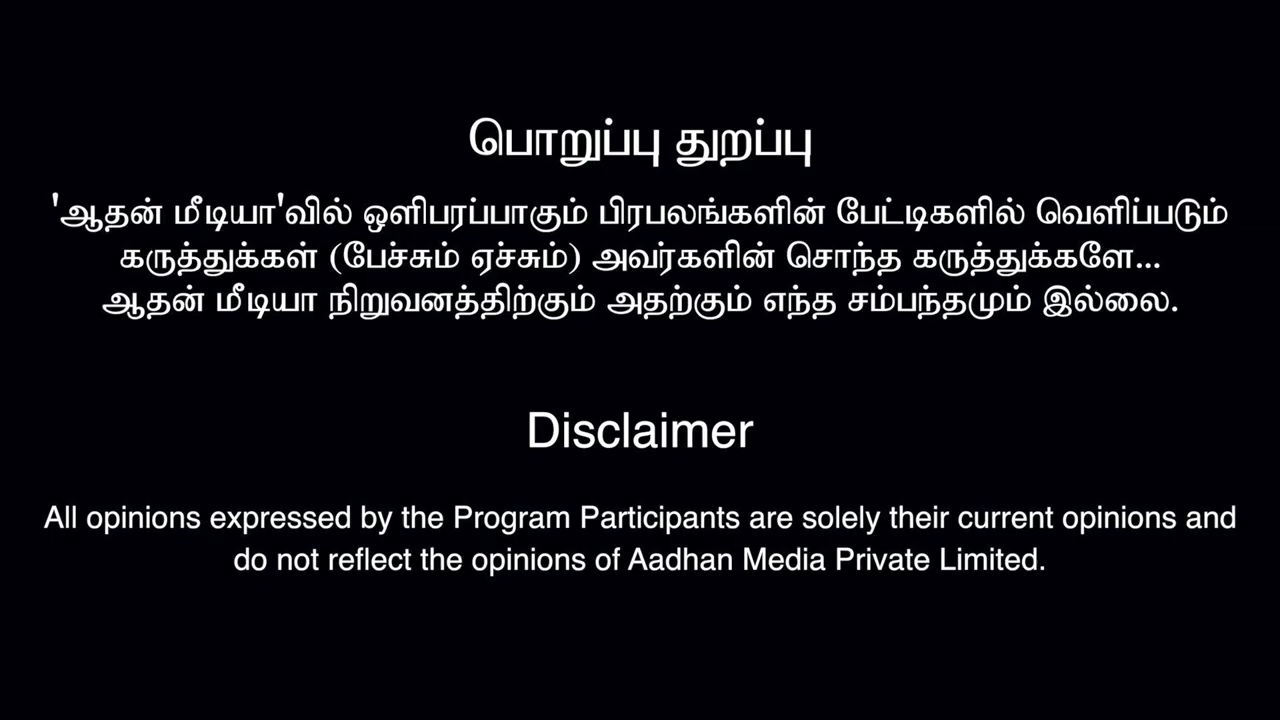 பொறுப்பு துறப்பு
'ஆதன் மீடியா'வில் ஒளிபரப்பாகும் பிரபலங்களின் பேட்டிகளில் வெளிப்படும்
கருத்துக்கள் (பேச்சும் ஏச்சும்) அவர்களின் சொந்த கருத்துக்களே...
ஆதன் மீடியா நிறுவனத்திற்கும் அதற்கும் எந்த சம்பந்தமும் இல்லை.
Disclaimer
All opinions expressed by the Program Participants are solely their current opinions and
do not reflect the opinions of Aadhan Media Private Limited.